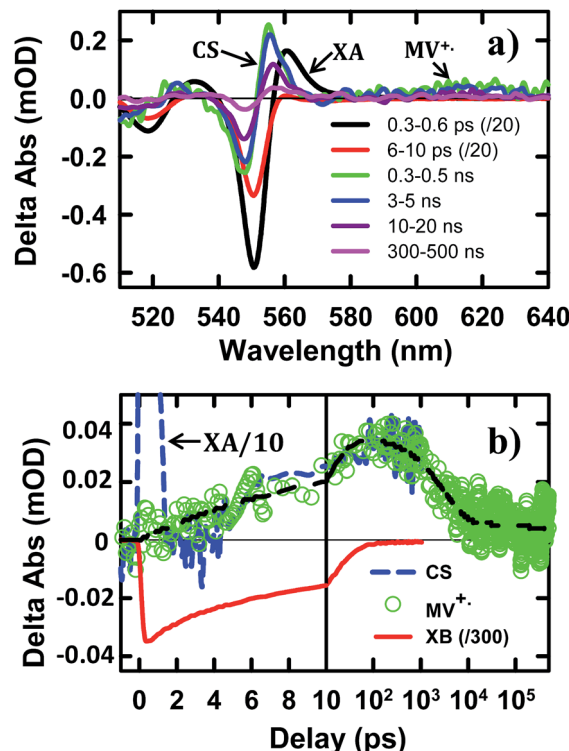 a)
CS
XA
MV+·
0.2
0.0
-0.2
-0.4
-0.6
Delta Abs (mOD)
0.3-0.6 ps (/20)
6-10 ps (/20)
0.3-0.5 ns
3-5 ns
10-20 ns
300-500 ns
520 540 560 580 600 620 640
Wavelength (nm)
b)
XA/10
0.04
0.02
0
-0.02
-0.04
Delta Abs (mOD)
CS
MV+·
XB (/300)
0 2 4 6 8 10 10² 10³ 10⁴ 10⁵
Delay (ps)